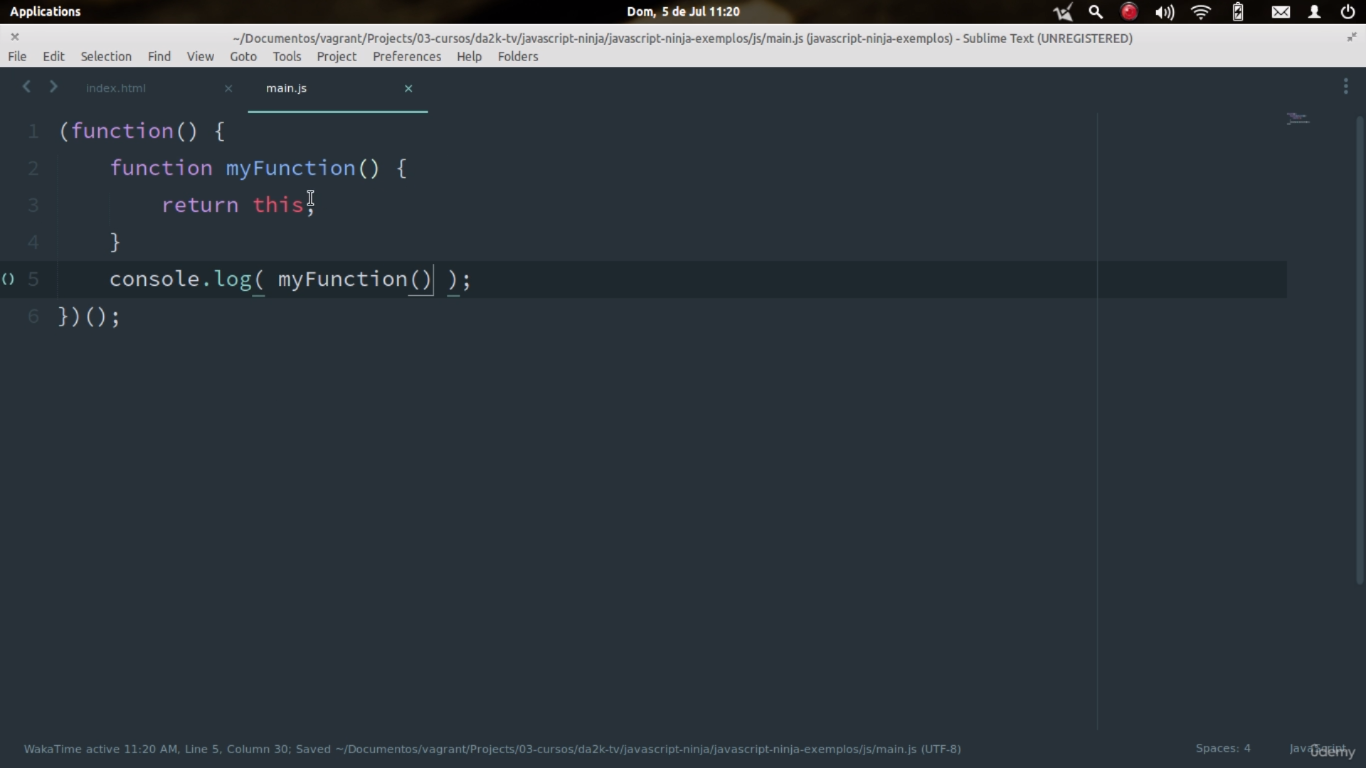 Applications
Dom, 5 de Jul 11:20
~/Documentos/vagrant/Projects/03-cursos/da2k-tv/javascript-ninja/javascript-ninja-exemplos/js/main.js (javascript-ninja-exemplos) - Sublime Text (UNREGISTERED)
File Edit Selection Find View Goto Tools Project Preferences Help Folders
index.html main.js
1 (function() {
2 function myFunction() {
3 return this;
4 }
5 console.log( myFunction() );
6 })();
WakaTime active 11:20 AM, Line 5, Column 30; Saved ~/Documentos/vagrant/Projects/03-cursos/da2k-tv/javascript-ninja/javascript-ninja-exemplos/js/main.js (UTF-8)
Spaces: 4
JavaScript
ûdemy